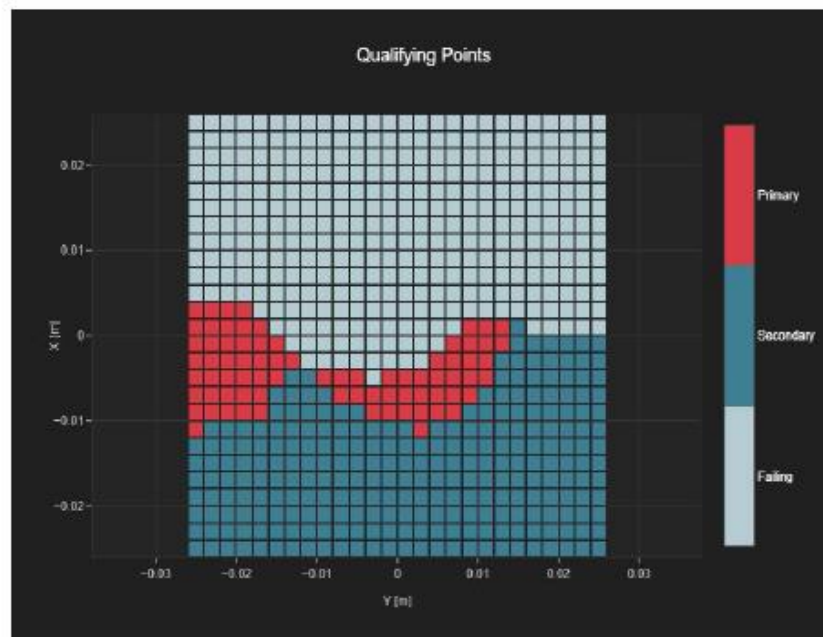 Qualifying Points
0.02
0.01
0
−0.01
−0.02
X [m]
−0.03
−0.02
−0.01
0
0.01
0.02
0.03
Y [m]
Primary
Secondary
Failing